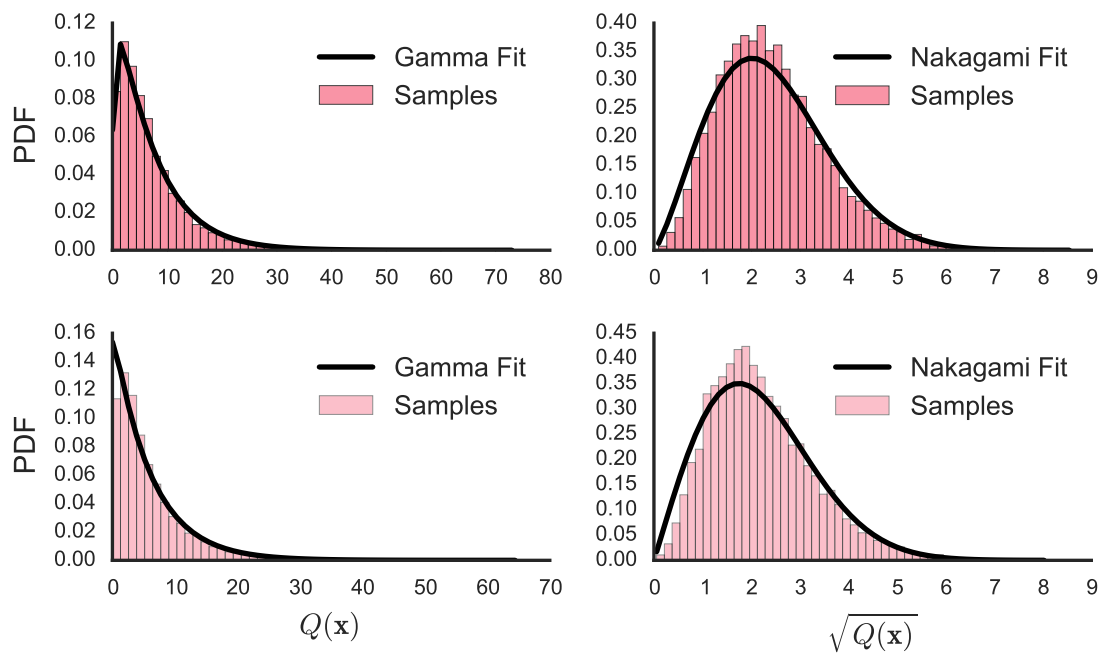 0.12
0.10
0.08
0.06
0.04
0.02
0.00
PDF
Gamma Fit
Samples
0 10 20 30 40 50 60 70 80
0.40
0.35
0.30
0.25
0.20
0.15
0.10
0.05
0.00
Nakagami Fit
Samples
0 1 2 3 4 5 6 7 8 9
0.16
0.14
0.12
0.10
0.08
0.06
0.04
0.02
0.00
PDF
Gamma Fit
Samples
0 10 20 30 40 50 60 70
Q(x)
0.45
0.40
0.35
0.30
0.25
0.20
0.15
0.10
0.05
0.00
Nakagami Fit
Samples
0 1 2 3 4 5 6 7 8 9
√Q(x)